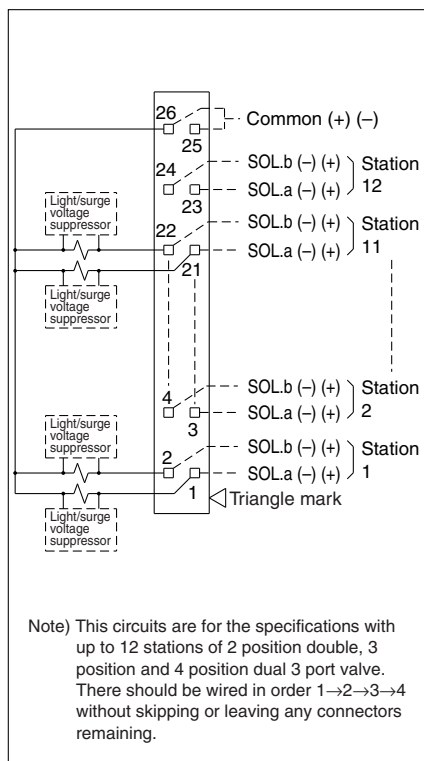 26
Common (+) (–)
25
24
SOL.b (–) (+)
Station
SOL.a (–) (+)
12
23
Light/surge
voltage
suppressor
22
SOL.b (–) (+)
Station
SOL.a (–) (+)
11
21
Light/surge
voltage
suppressor
4
SOL.b (–) (+)
Station
SOL.a (–) (+)
2
3
Light/surge
voltage
suppressor
2
SOL.b (–) (+)
Station
SOL.a (–) (+)
1
1
Triangle mark
Light/surge
voltage
suppressor
Note) This circuits are for the specifications with
up to 12 stations of 2 position double, 3
position and 4 position dual 3 port valve.
There should be wired in order 1→2→3→4
without skipping or leaving any connectors
remaining.